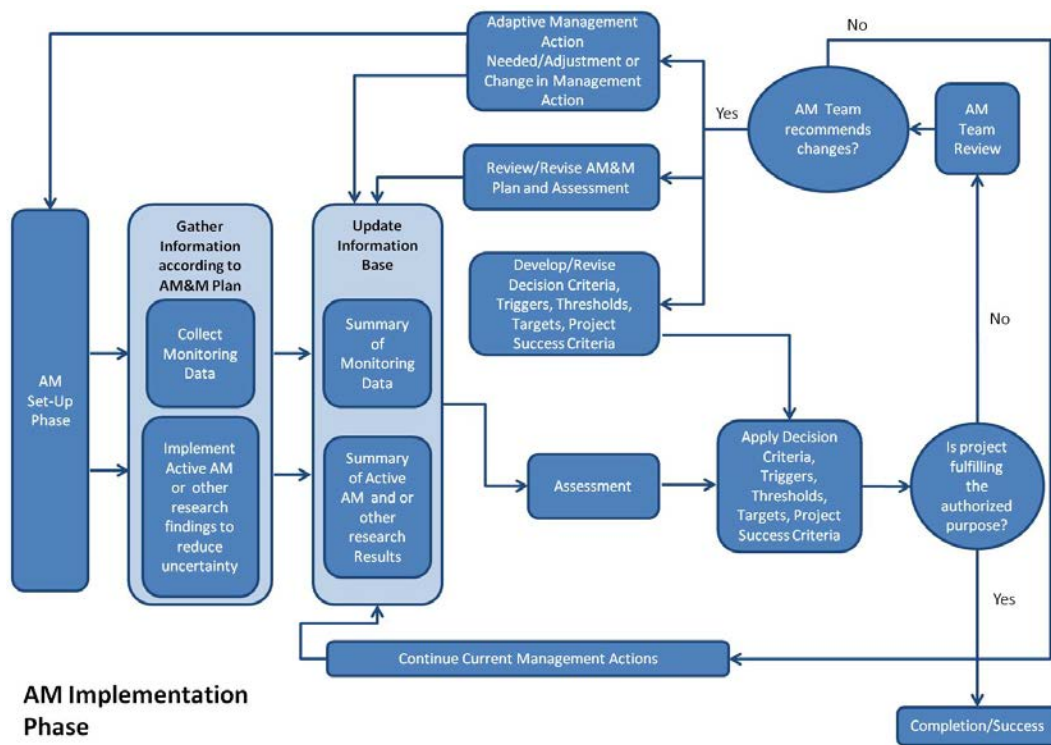 Adaptive Management
Action
Needed/Adjustment or
Change in Management
Action
No
Yes
AM Team
recommends
changes?
AM
Team
Review
Review/Revise AM&M
Plan and Assessment
Gather
Information
according to
AM&M Plan
Update
Information
Base
Develop/Revise
Decision Criteria,
Triggers, Thresholds,
Targets, Project
Success Criteria
No
Collect
Monitoring
Data
Summary
of
Monitoring
Data
AM
Set-Up
Phase
Implement
Active AM
or other
research
findings to
reduce
uncertainty
Summary
of Active
AM and or
other
research
Results
Assessment
Apply Decision
Criteria,
Triggers,
Thresholds,
Targets, Project
Success Criteria
Is project
fulfilling
the
authorized
purpose?
Yes
Continue Current Management Actions
AM Implementation
Phase
Completion/Success